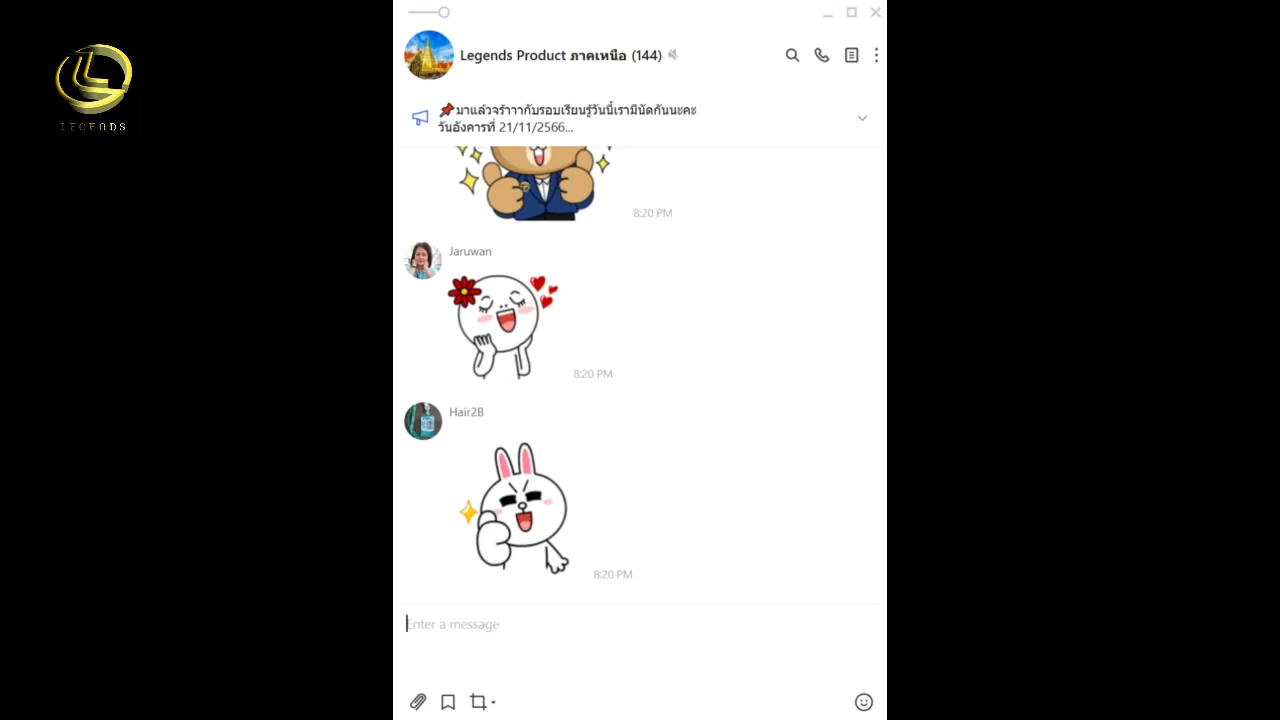 LEGENDS
Legends Product ภาคเหนือ (144)
📌มาแล้วจร้าาากับรอบเรียนรู้วันนี้เรามีนัดกันนะคะ
วันอังคารที่ 21/11/2566...
8:20 PM
Jaruwan
8:20 PM
Hair2B
8:20 PM
Enter a message